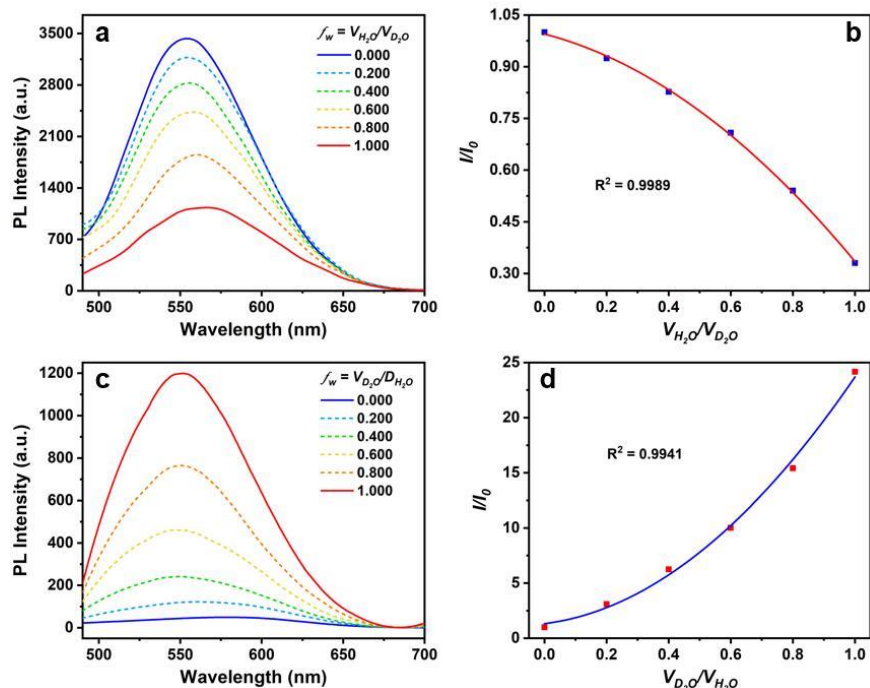 a
f_w = V_H₂O/V_D₂O
0.000
0.200
0.400
0.600
0.800
1.000
3500
2800
2100
1400
700
0
PL Intensity (a.u.)
500 550 600 650 700
Wavelength (nm)
b
1.05
0.90
0.75
0.60
0.45
0.30
I/I₀
R² = 0.9989
0.0 0.2 0.4 0.6 0.8 1.0
V_H₂O/V_D₂O
c
f_w = V_D₂O/D_H₂O
0.000
0.200
0.400
0.600
0.800
1.000
1200
1000
800
600
400
200
0
PL Intensity (a.u.)
500 550 600 650 700
Wavelength (nm)
d
25
20
15
10
5
0
I/I₀
R² = 0.9941
0.0 0.2 0.4 0.6 0.8 1.0
V_D₂O/V_H₂O